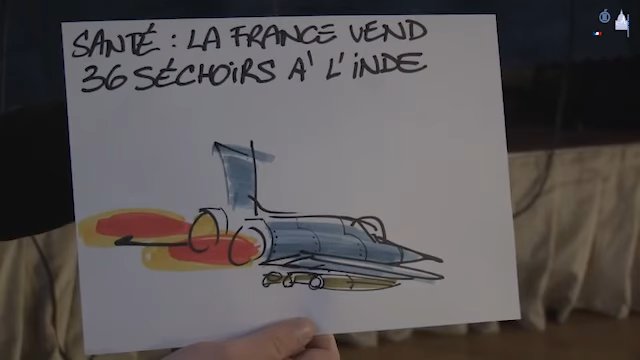 SANTÉ : LA FRANCE VEND
36 SÉCHOIRS A' L'INDE